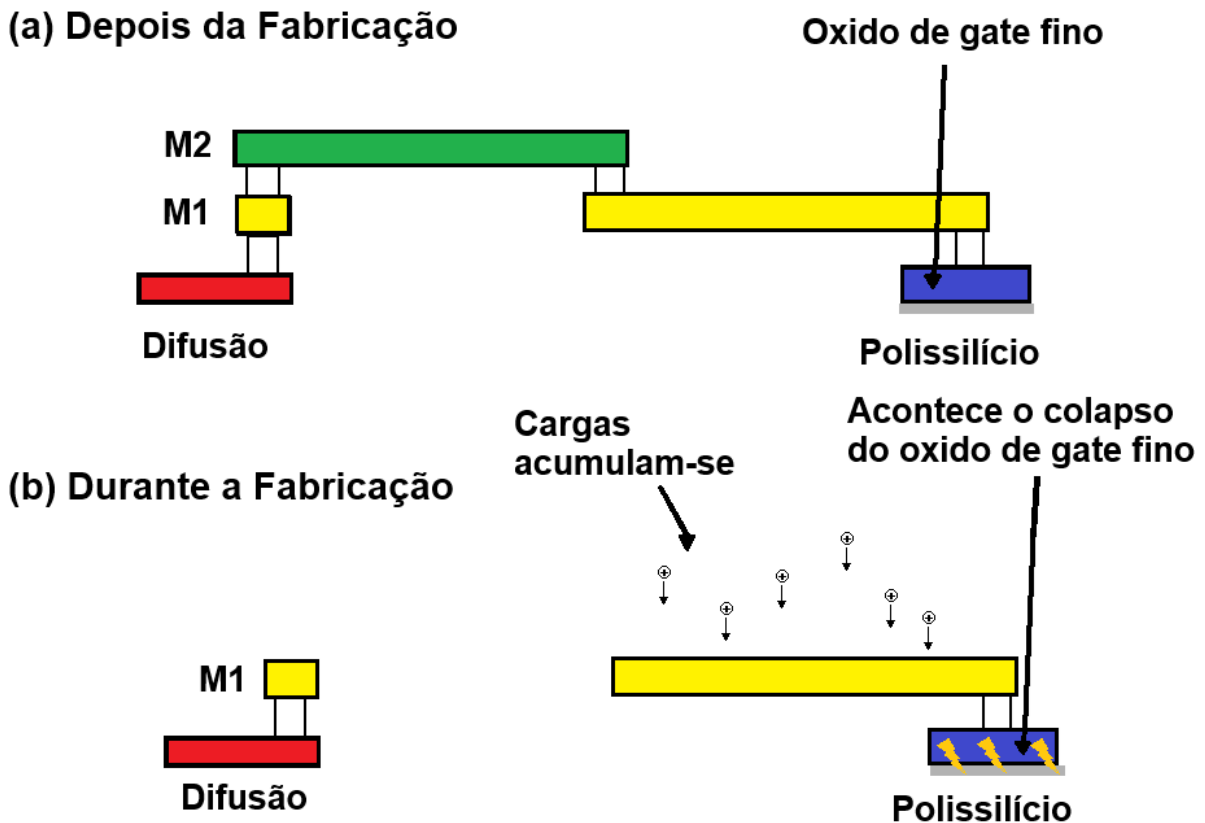 (a) Depois da Fabricação
Oxido de gate fino
M2
M1
Difusão
Polissilício
Cargas
acumulam-se
Acontece o colapso
do oxido de gate fino
(b) Durante a Fabricação
+
+
+
+
+
+
M1
Difusão
Polissilício